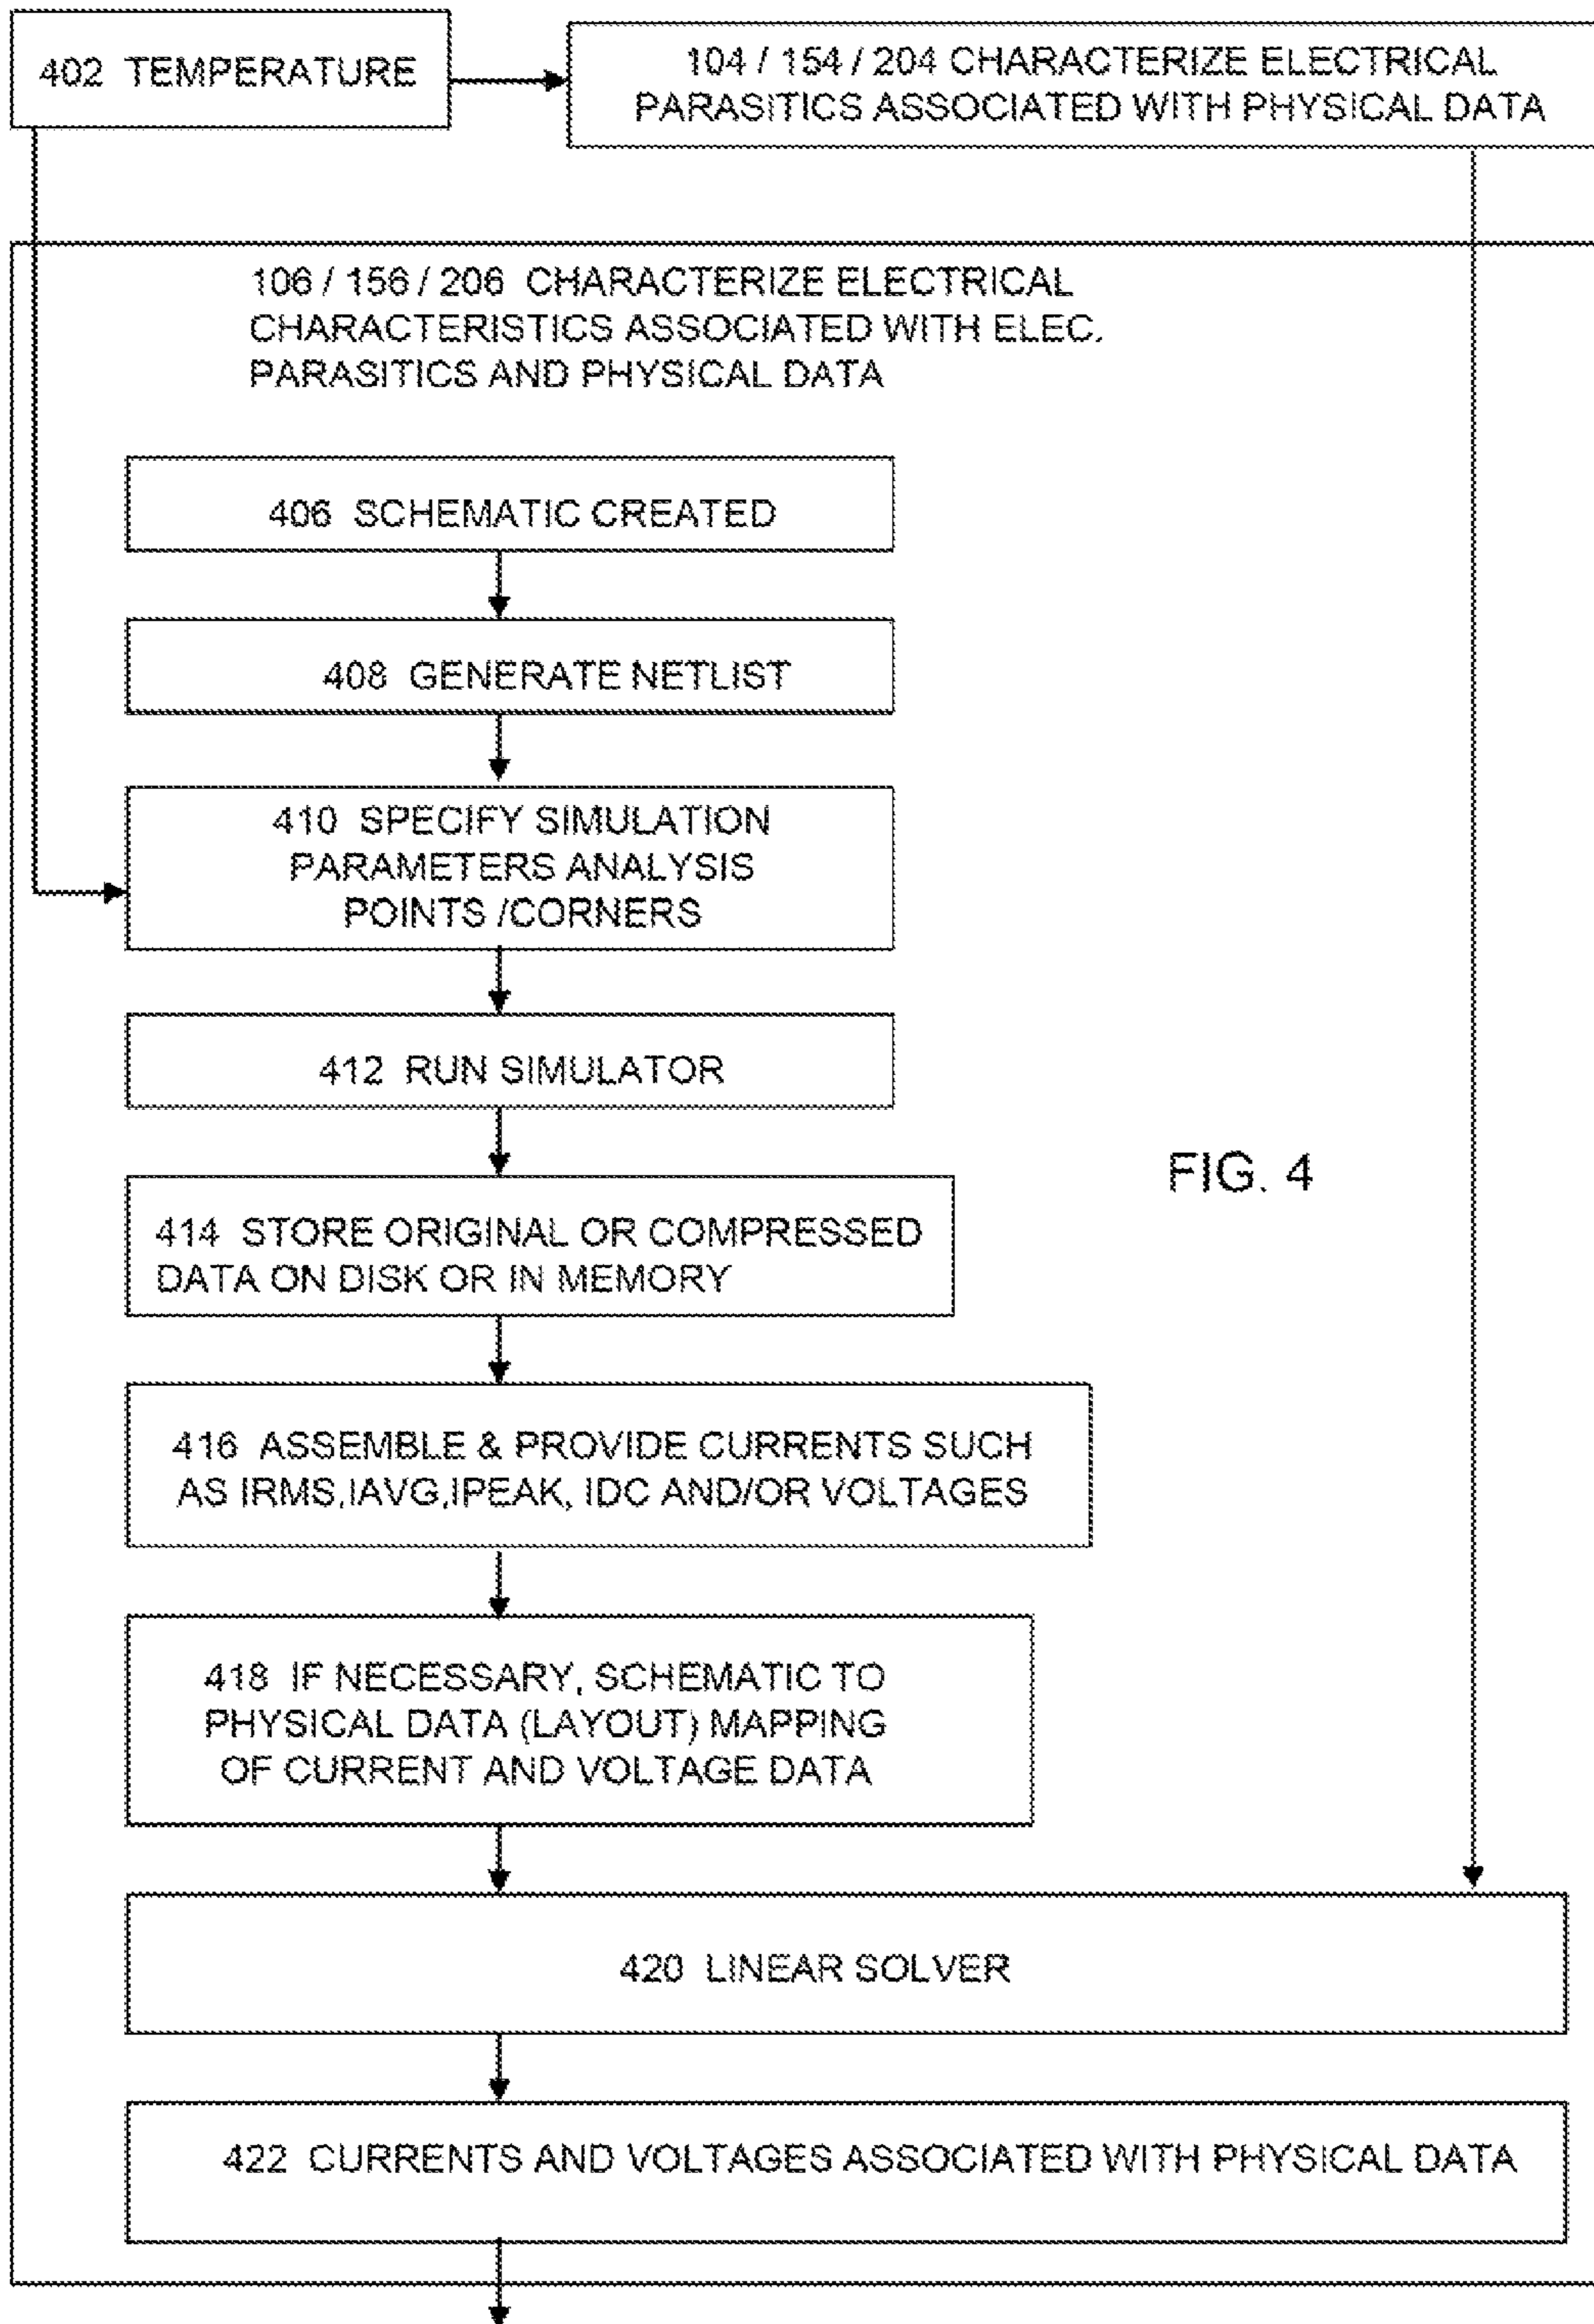 402 TEMPERATURE
104 / 154 / 204 CHARACTERIZE ELECTRICAL
PARASITICS ASSOCIATED WITH PHYSICAL DATA
106 / 156 / 206 CHARACTERIZE ELECTRICAL
CHARACTERISTICS ASSOCIATED WITH ELEC.
PARASITICS AND PHYSICAL DATA
406 SCHEMATIC CREATED
408 GENERATE NETLIST
410 SPECIFY SIMULATION
PARAMETERS ANALYSIS
POINTS /CORNERS
412 RUN SIMULATOR
FIG. 4
414 STORE ORIGINAL OR COMPRESSED
DATA ON DISK OR IN MEMORY
416 ASSEMBLE & PROVIDE CURRENTS SUCH
AS IRMS,IAVG,IPEAK, IDC AND/OR VOLTAGES
418 IF NECESSARY, SCHEMATIC TO
PHYSICAL DATA (LAYOUT) MAPPING
OF CURRENT AND VOLTAGE DATA
420 LINEAR SOLVER
422 CURRENTS AND VOLTAGES ASSOCIATED WITH PHYSICAL DATA